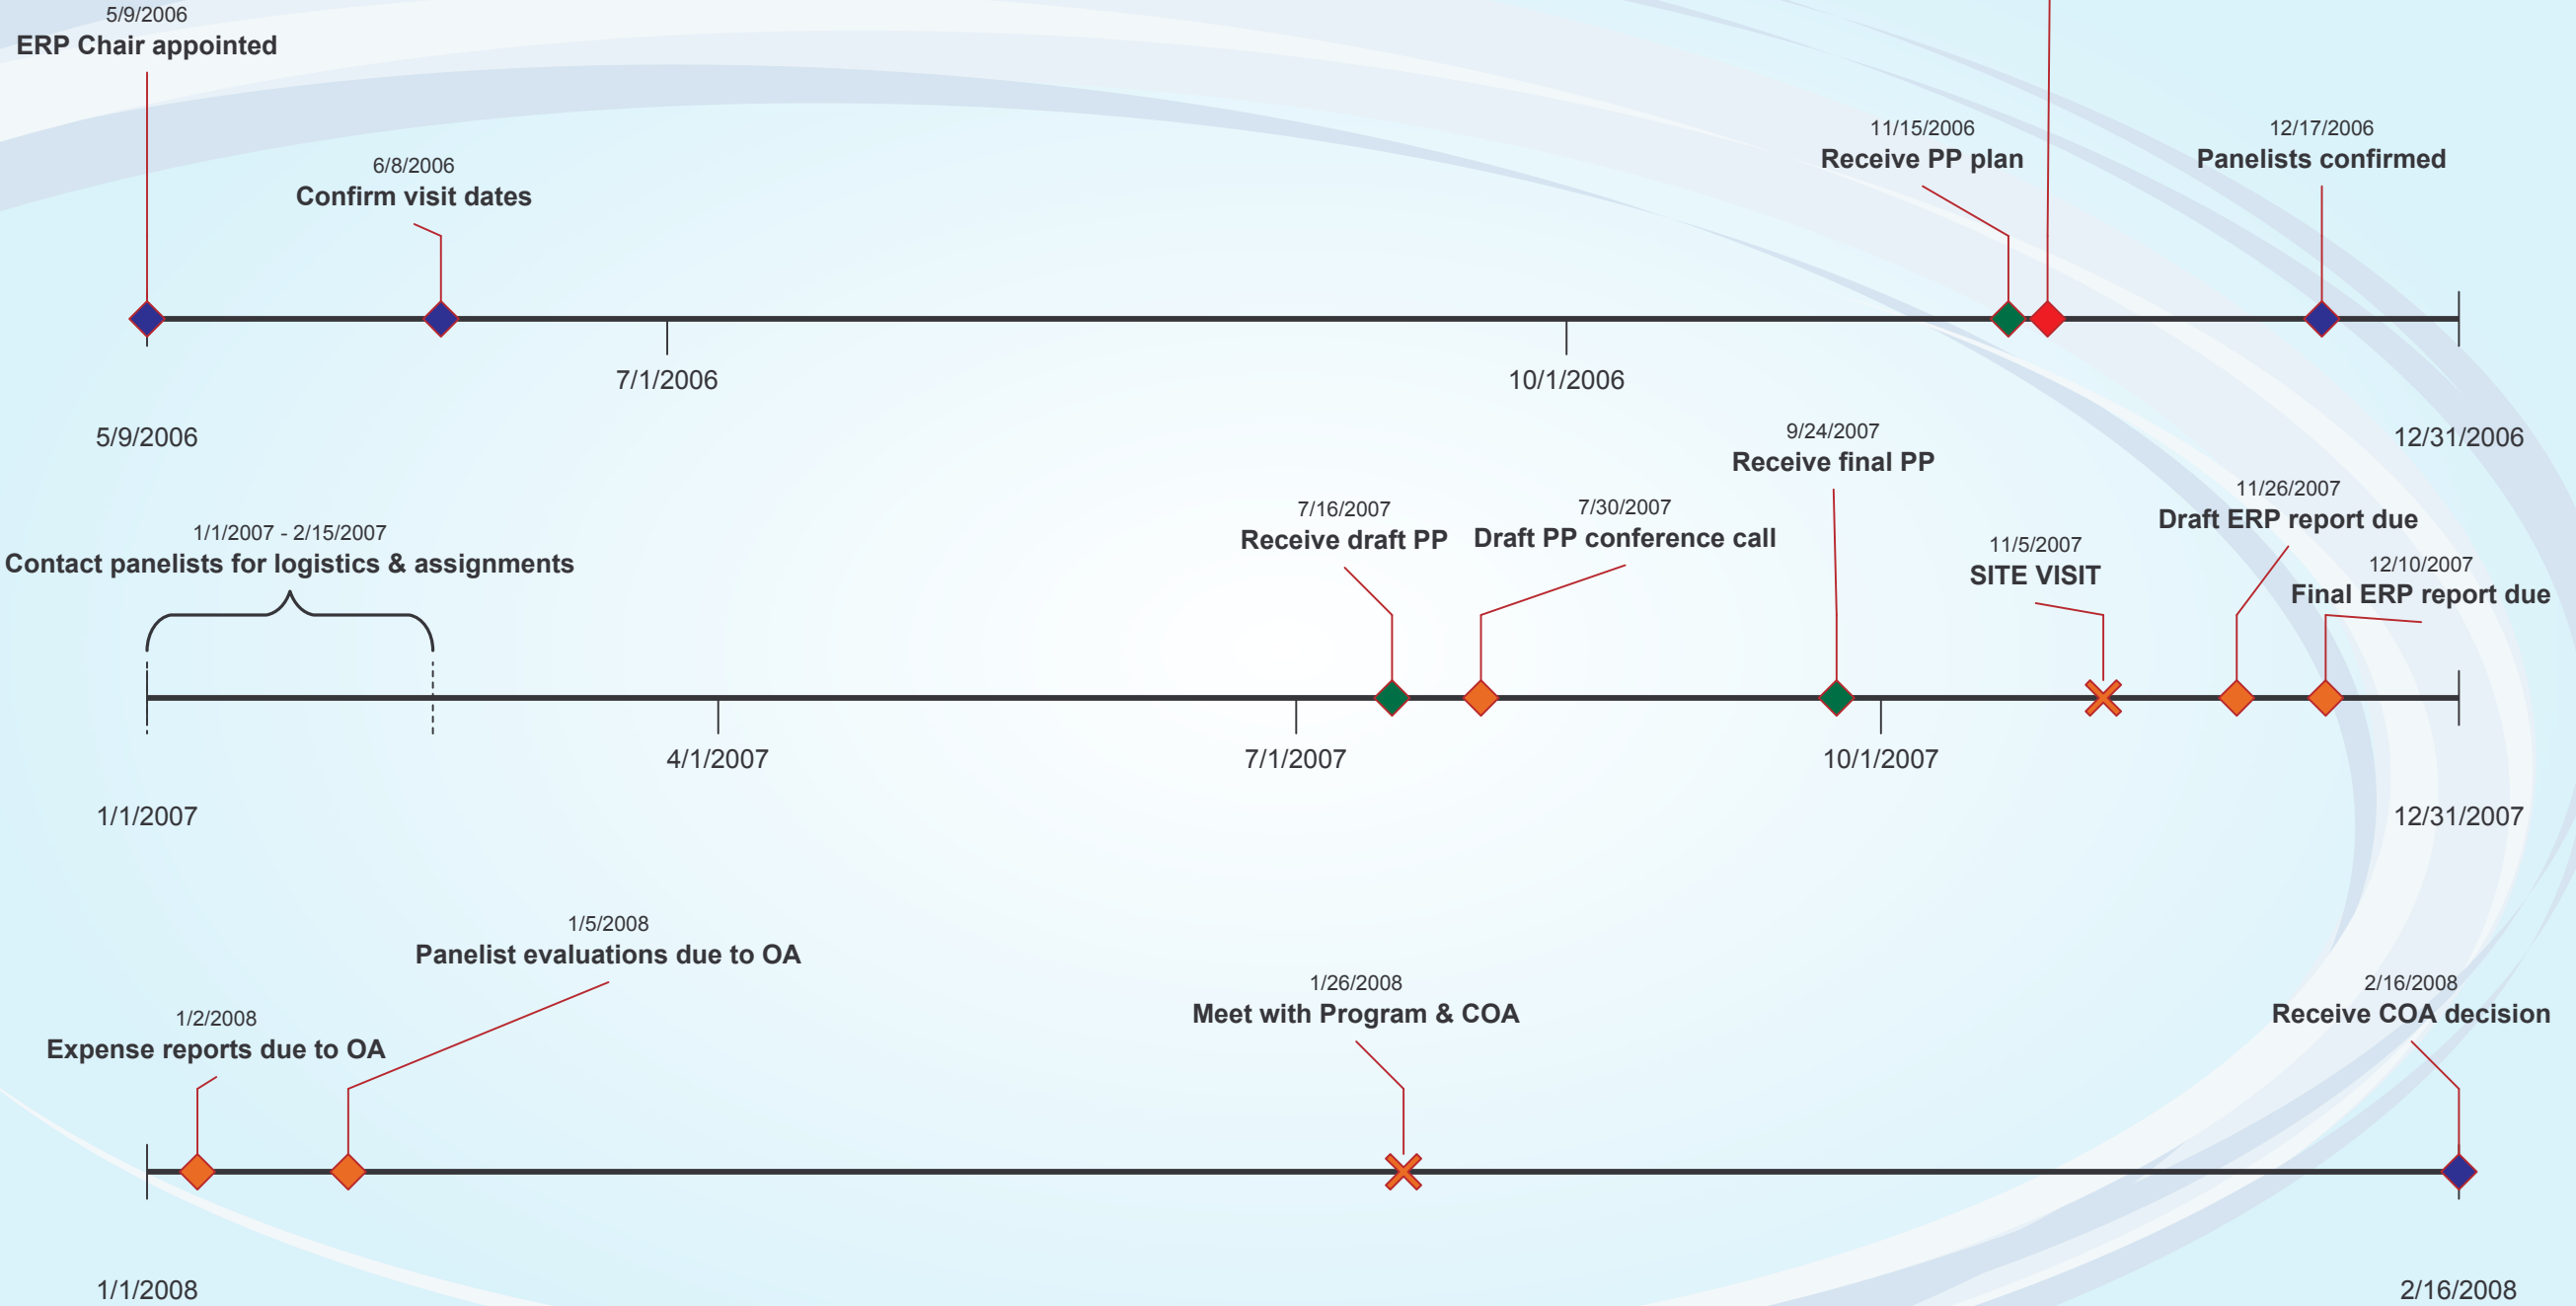 5/9/2006
ERP Chair appointed
6/8/2006
Confirm visit dates
11/15/2006
Receive PP plan
12/17/2006
Panelists confirmed
7/1/2006
10/1/2006
5/9/2006
12/31/2006
1/1/2007 - 2/15/2007
Contact panelists for logistics & assignments
7/16/2007
Receive draft PP
7/30/2007
Draft PP conference call
9/24/2007
Receive final PP
11/5/2007
SITE VISIT
11/26/2007
Draft ERP report due
12/10/2007
Final ERP report due
4/1/2007
7/1/2007
10/1/2007
1/1/2007
12/31/2007
1/2/2008
Expense reports due to OA
1/5/2008
Panelist evaluations due to OA
1/26/2008
Meet with Program & COA
2/16/2008
Receive COA decision
1/1/2008
2/16/2008